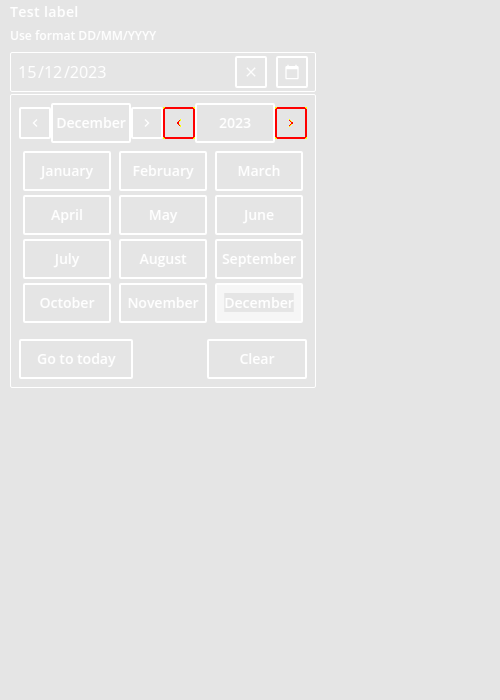 Test label
Use format DD/MM/YYYY
15/12/2023
December 2023
January February March
April May June
July August September
October November December
Go to today Clear